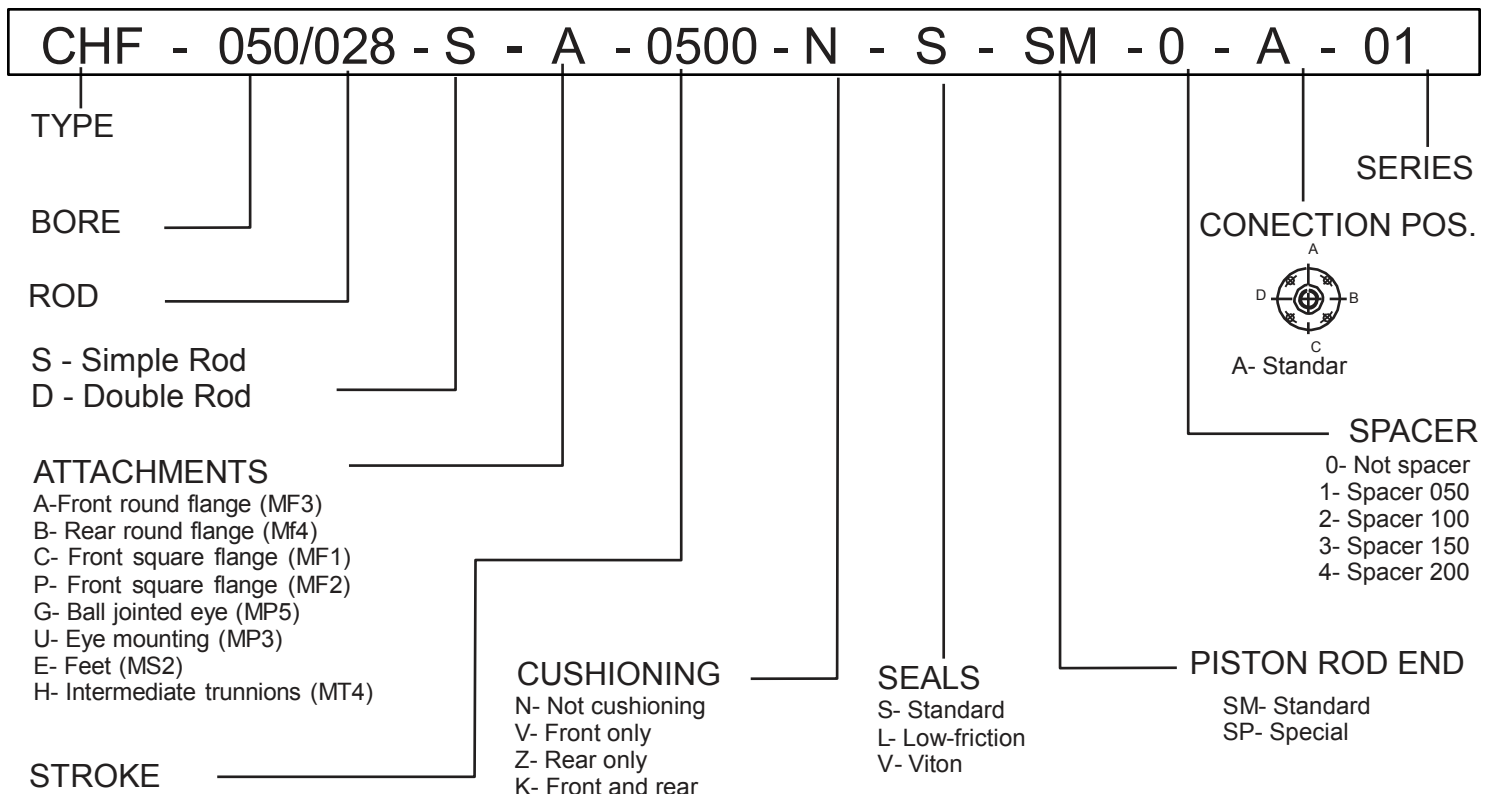 CHF - 050/028 - S - A - 0500 - N - S - SM - 0 - A - 01
TYPE
SERIES
BORE
CONECTION POS.
A
D
B
C
A- Standar
ROD
S - Simple Rod
D - Double Rod
SPACER
0- Not spacer
1- Spacer 050
2- Spacer 100
3- Spacer 150
4- Spacer 200
ATTACHMENTS
A-Front round flange (MF3)
B- Rear round flange (Mf4)
C- Front square flange (MF1)
P- Front square flange (MF2)
G- Ball jointed eye (MP5)
U- Eye mounting (MP3)
E- Feet (MS2)
H- Intermediate trunnions (MT4)
CUSHIONING
N- Not cushioning
V- Front only
Z- Rear only
K- Front and rear
SEALS
S- Standard
L- Low-friction
V- Viton
PISTON ROD END
SM- Standard
SP- Special
STROKE